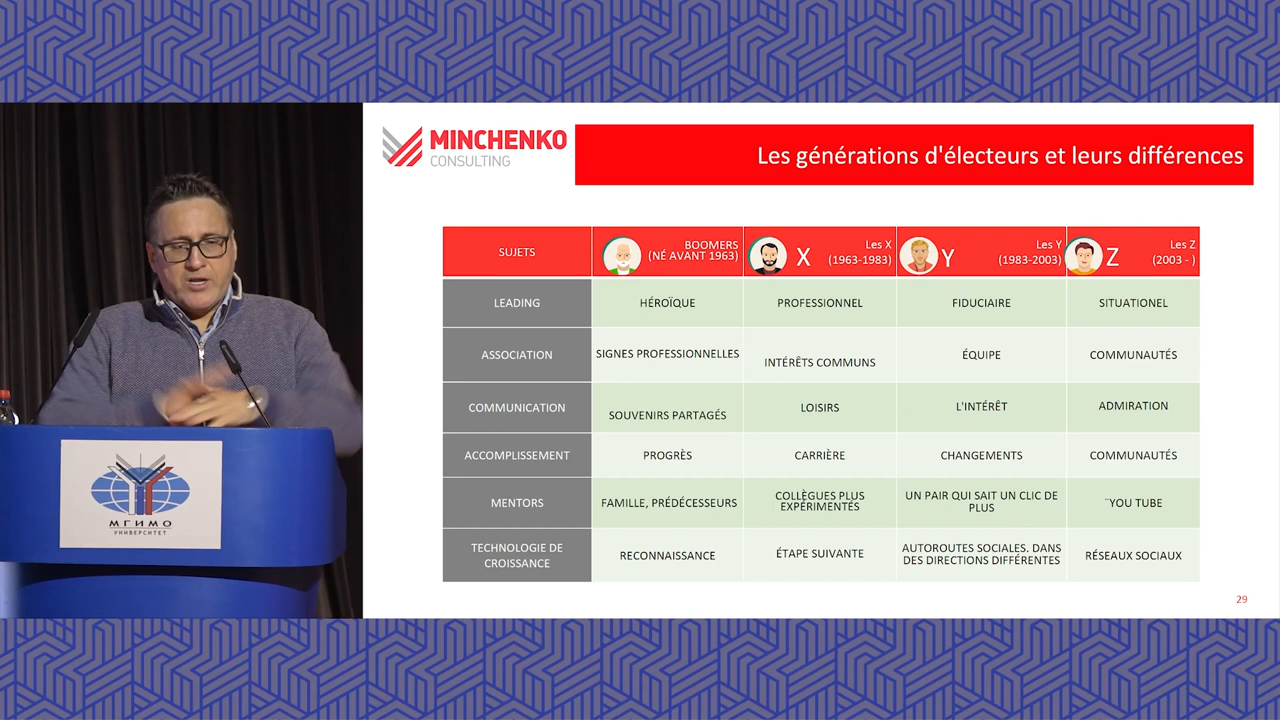 MINCHENKO
CONSULTING
Les générations d'électeurs et leurs différences
SUJETS
BOOMERS
(NÉ AVANT 1963)
X
Les X
(1963-1983)
Y
Les Y
(1983-2003)
Z
Les Z
(2003 - )
LEADING
HÉROÏQUE
PROFESSIONNEL
FIDUCIAIRE
SITUATIONEL
ASSOCIATION
SIGNES PROFESSIONNELLES
INTÉRÊTS COMMUNS
ÉQUIPE
COMMUNAUTÉS
COMMUNICATION
SOUVENIRS PARTAGÉS
LOISIRS
L'INTÉRÊT
ADMIRATION
ACCOMPLISSEMENT
PROGRÈS
CARRIÈRE
CHANGEMENTS
COMMUNAUTÉS
MENTORS
FAMILLE, PRÉDÉCESSEURS
COLLÈGUES PLUS
EXPÉRIMENTÉS
UN PAIR QUI SAIT UN CLIC DE
PLUS
¨YOU TUBE
TECHNOLOGIE DE
CROISSANCE
RECONNAISSANCE
ÉTAPE SUIVANTE
AUTOROUTES SOCIALES. DANS
DES DIRECTIONS DIFFÉRENTES
RÉSEAUX SOCIAUX
29
МГИМО
УНИВЕРСИТЕТ